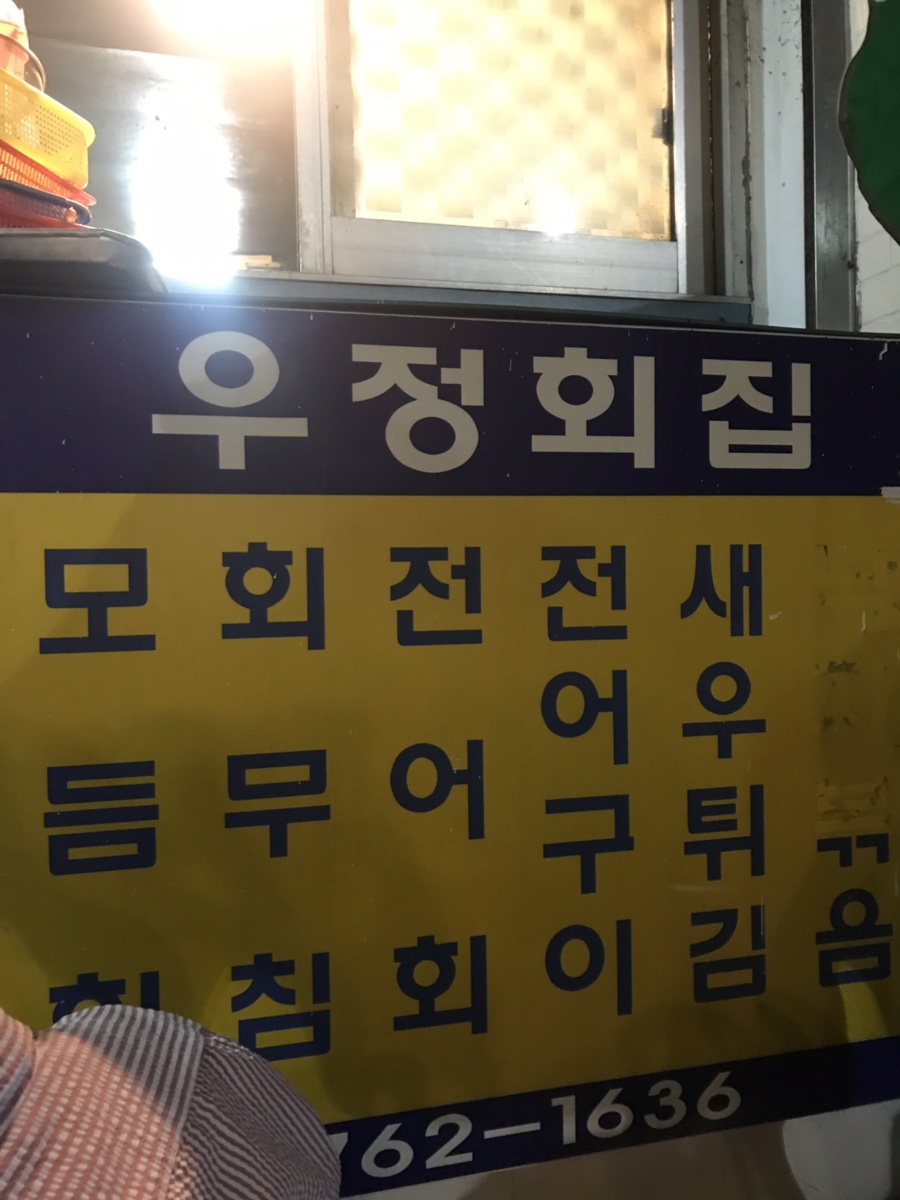 우정회집
모듬회
회무침
전어회
전어구이
새우튀김
762-1636